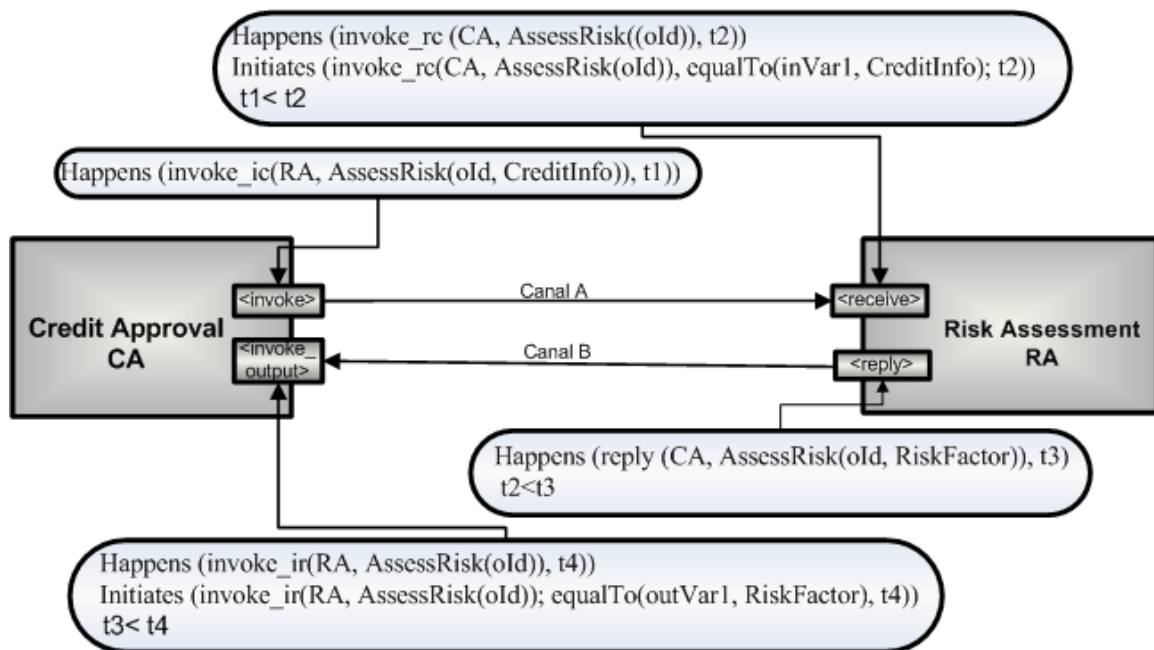 Happens (invoke_rc (CA, AssessRisk((oId)), t2))
Initiates (invoke_rc(CA, AssessRisk(oId)), equalTo(inVar1, CreditInfo); t2))
t1< t2
Happens (invoke_ic(RA, AssessRisk(oId, CreditInfo)), t1))
Credit Approval
CA
<invoke>
<invoke_
output>
Canal A
Canal B
<receive>
<reply>
Risk Assessment
RA
Happens (reply (CA, AssessRisk(oId, RiskFactor)), t3)
t2<t3
Happens (invoke_ir(RA, AssessRisk(oId)), t4))
Initiates (invoke_ir(RA, AssessRisk(oId)); equalTo(outVar1, RiskFactor), t4))
t3< t4